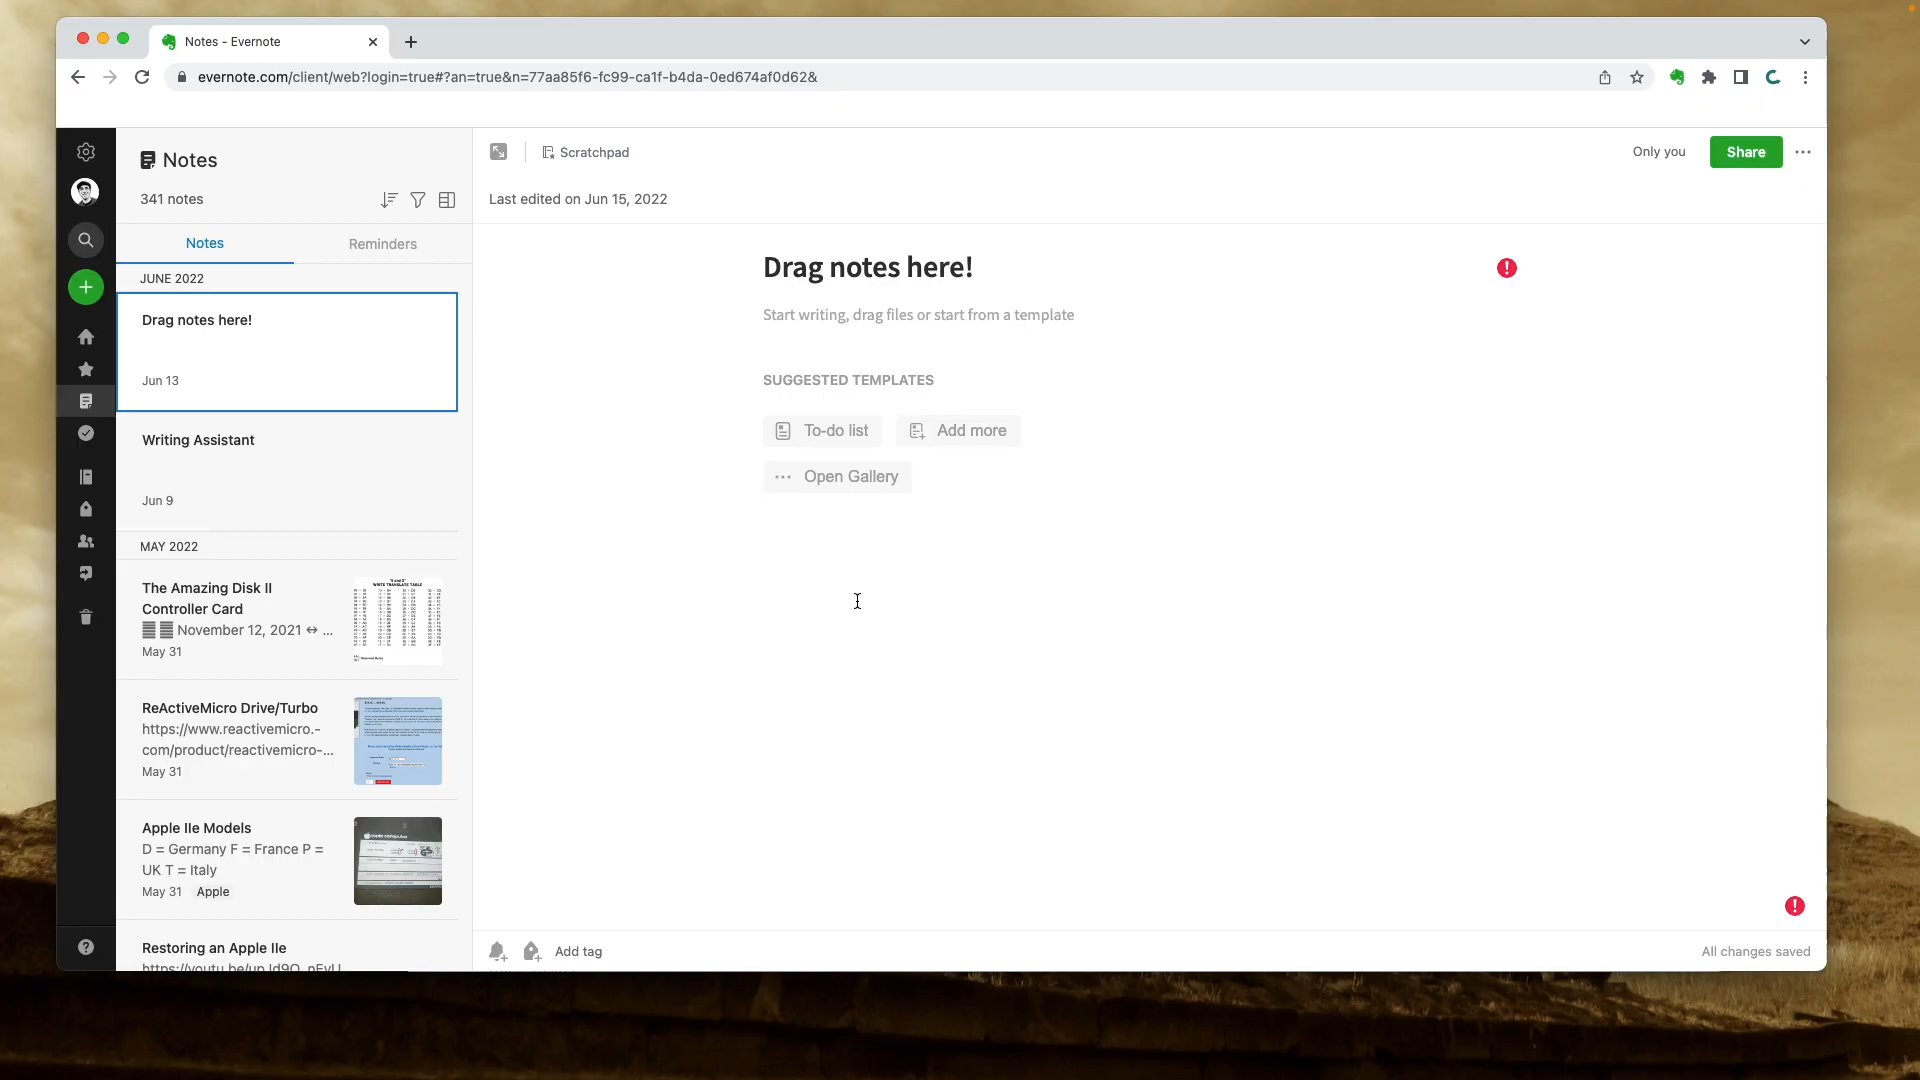 Notes - Evernote
evernote.com/client/web?login=true#?an=true&n=77aa85f6-fc99-ca1f-b4da-0ed674af0d62&
Notes
341 notes
Notes
Reminders
JUNE 2022
Drag notes here!
Jun 13
Writing Assistant
Jun 9
MAY 2022
The Amazing Disk II
Controller Card
November 12, 2021 ↔ ...
May 31
WRITE TRANSLATE TABLE
ReActiveMicro Drive/Turbo
https://www.reactivemicro.-
com/product/reactivemicro-...
May 31
Apple IIe Models
D = Germany F = France P =
UK T = Italy
May 31 Apple
apple computer
Restoring an Apple IIe
Scratchpad
Only you
Share
Last edited on Jun 15, 2022
Drag notes here!
Start writing, drag files or start from a template
SUGGESTED TEMPLATES
To-do list
Add more
Open Gallery
Add tag
All changes saved